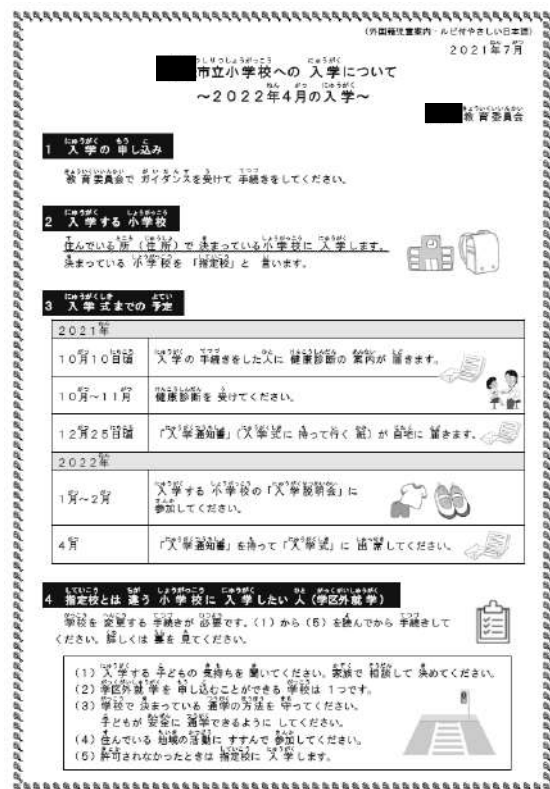 (外国籍児童案内・ルビ付やさしい日本語)
2021年7月
市立小学校への 入学について
～2022年4月の入学～
教育委員会
1 入学の申し込み
教育委員会で ガイダンスを受けて 手続きをしてください。
2 入学する 小学校
住んでいる所（住所）で 決まっている小学校に 入学します。
決まっている 小学校を 「指定校」と 言います。
3 入学式までの 予定
2021年
10月10日頃 入学の 手続きをした人に 健康診断の 案内が 届きます。
10月～11月 健康診断を 受けてください。
12月25日頃 「入学通知書」（入学式に 持って行く 紙）が 自宅に 届きます。
2022年
1月～2月 入学する 小学校の「入学説明会」に
参加してください。
4月 「入学通知書」を持って「入学式」に 出席してください。
4 指定校とは 違う 小学校に 入学したい 人（学区外就学）
学校を 変更する 手続きが 必要です。（1）から（5）を読んでから 手続きして
ください。詳しくは 裏を 見てください。
（1）入学する 子どもの 気持ちを 聞いてください。家族で 相談して 決めてください。
（2）学区外就学を 申し込むことができる 学校は 1つです。
（3）学校で 決まっている 通学の方法を 守ってください。
子どもが 安全に 通学できるように してください。
（4）住んでいる 地域の活動に すすんで 参加してください。
（5）許可されなかったときは 指定校に 入学します。